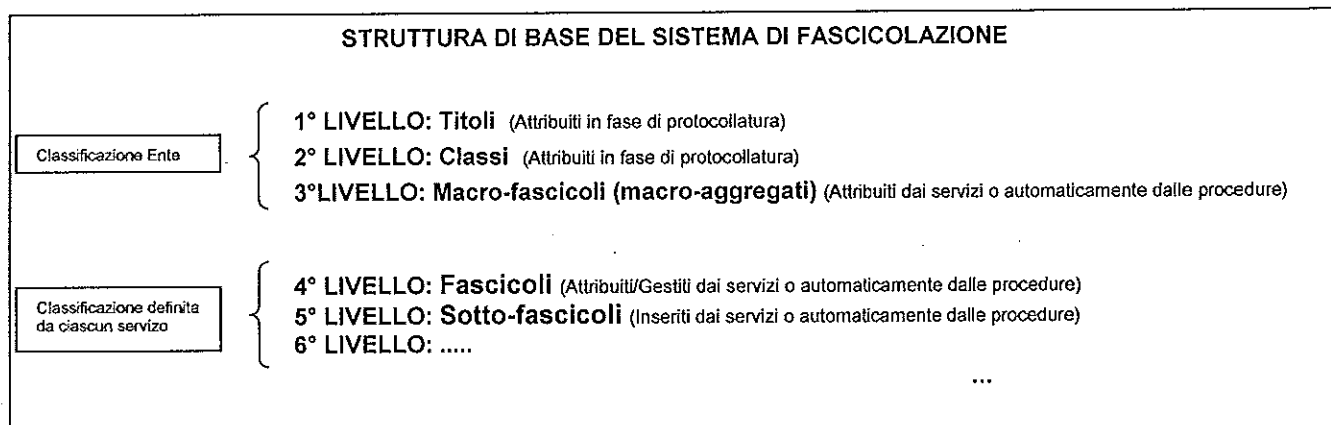 STRUTTURA DI BASE DEL SISTEMA DI FASCICOLAZIONE
Classificazione Ente
1° LIVELLO: Titoli (Attribuiti in fase di protocollatura)
2° LIVELLO: Classi (Attribuiti in fase di protocollatura)
3°LIVELLO: Macro-fascicoli (macro-aggregati) (Attribuiti dai servizi o automaticamente dalle procedure)
Classificazione definita
da ciascun servizo
4° LIVELLO: Fascicoli (Attribuiti/Gestiti dai servizi o automaticamente dalle procedure)
5° LIVELLO: Sotto-fascicoli (Inseriti dai servizi o automaticamente dalle procedure)
6° LIVELLO: .....
...